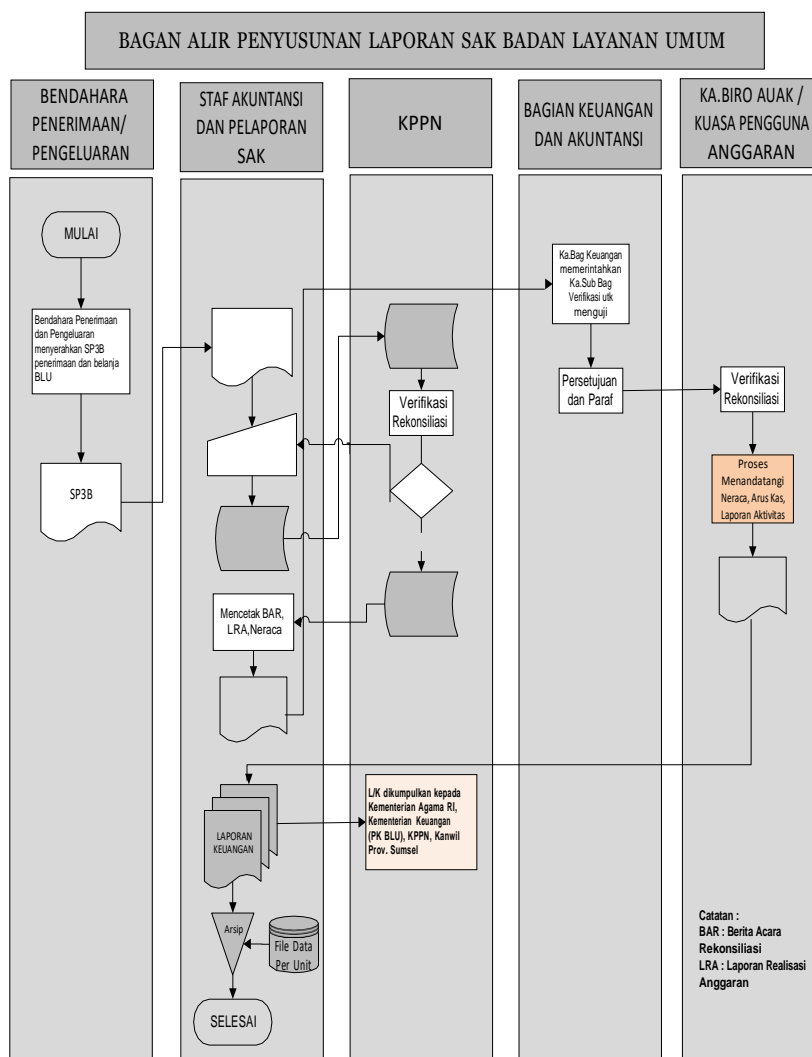 BAGAN ALIR PENYUSUNAN LAPORAN SAK BADAN LAYANAN UMUM
BENDAHARA
PENERIMAAN/
PENGELUARAN
STAF AKUNTANSI
DAN PELAPORAN
SAK
KPPN
BAGIAN KEUANGAN
DAN AKUNTANSI
KA.BIRO AUAK /
KUASA PENGGUNA
ANGGARAN
MULAI
Bendahara Penerimaan
dan Pengeluaran
menyerahkan SP3B
penerimaan dan belanja
BLU
SP3B
Verifikasi
Rekonsiliasi
Mencetak BAR,
LRA,Neraca
Ka.Bag Keuangan
memerintahkan
Ka.Sub Bag
Verifikasi utk
menguji
Persetujuan
dan Paraf
Verifikasi
Rekonsiliasi
Proses
Menandatangi
Neraca, Arus Kas,
Laporan Aktivitas
LAPORAN
KEUANGAN
L/K dikumpulkan kepada
Kementerian Agama RI,
Kementerian Keuangan
(PK BLU), KPPN, Kanwil
Prov. Sumsel
Arsip
File Data
Per Unit
SELESAI
Catatan :
BAR : Berita Acara
Rekonsiliasi
LRA : Laporan Realisasi
Anggaran